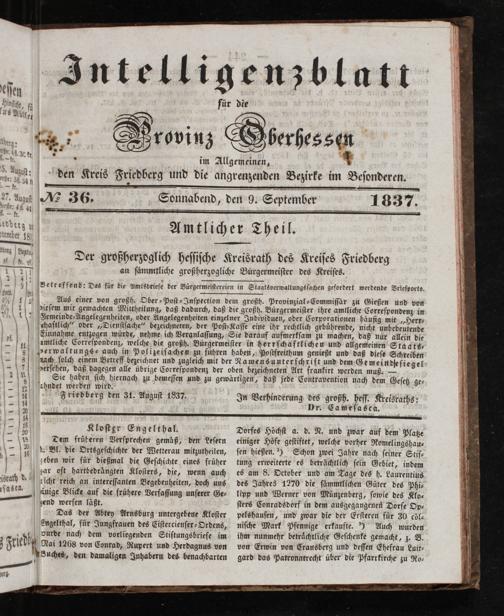 Intelligenzblatt
für die
Provinz Oberhessen
im Allgemeinen,
den Kreis Friedberg und die angrenzenden Bezirke im Besonderen.
№ 36. Sonnabend, den 9. September 1837.
Amtlicher Theil.
Der großherzoglich hessische Kreisrath des Kreises Friedberg
an sämmtliche großherzogliche Bürgermeister des Kreises.
Betreffend: Das für die Amtsbriefe der Bürgermeistereien in Staatsverwaltungssachen gefordert werdende Briefporto.
Aus einer von großh. Ober-Post-Inspection dem großh. Provinzial-Commissär zu Gießen und von
diesem mir gemachten Mittheilung, daß dadurch, daß die großh. Bürgermeister ihre amtliche Correspondenz in
Gemeinde-Angelegenheiten, oder Angelegenheiten einzelner Individuen, oder Corporationen häufig mit „Herr-
schaftlich“ oder „Dienstsache“ bezeichneten, der Post-Kasse eine ihr rechtlich gebührende, nicht unbedeutende
Einnahme entzogen würde, nehme ich Veranlassung, Sie darauf aufmerksam zu machen, daß nur allein die
amtliche Correspondenz, welche die großh. Bürgermeister in herrschaftlichen und allgemeinen Staats-
verwaltungs- auch in Polizeisachen zu führen haben, Postfreithum genießt und daß diese Schreiben
nach solch einem Betreff bezeichnet und zugleich mit der Namensunterschrift und dem Gemeindssiegel
versehen, daß dagegen alle übrige Correspondenz der oben bezeichneten Art frankirt werden muß. —
Sie haben sich hiernach zu bemessen und zu gewärtigen, daß jede Contravention nach dem Gesetz ge-
ahndet werden wird.
Friedberg den 31. August 1837. In Verhinderung des großh. hess. Kreisraths:
Dr. Camesasca.
Kloster Engelthal.
Dem früheren Versprechen gemäß, den Lesern
d. Bl. die Ortsgeschichte der Wetterau mitzutheilen,
geben wir für diesmal die Geschichte eines früher
gar oft hartbedrängten Klosters, die, wenn auch
nicht reich an interessanten Begebenheiten, doch uns
einige Blicke auf die frühere Verfassung unserer Ge-
gend werfen läßt.
Das der Abtey Arnsburg untergebene Kloster
Engelthal, für Jungfrauen des Cistercienser-Ordens,
wurde nach dem vorliegenden Stiftungsbriefe im
Mai 1268 von Conrad, Rupert und Herdagnus von
Buches, den damaligen Inhabern des benachbarten
Dorfes Höchst a. d. N. und zwar auf dem Platze
einiger Höfe gestiftet, welche vorher Romelingshau-
sen hießen.¹) Schon zwei Jahre nach seiner Stif-
tung erweiterte es beträchtlich sein Gebiet, indem
es am 8. October und am Tage des h. Laurentius
des Jahres 1270 die sämmtlichen Güter des Phi-
lipp und Werner von Münzenberg, sowie des Klo-
sters Conradsdorf in dem ausgegangenen Dorfe Op-
pelshausen, und zwar die der Ersteren für 30 cöl-
nische Mark Pfennige erkaufte. ²) Auch wurden
ihm nunmehr beträchtliche Geschenke gemacht, z. B.
von Erwin von Cransberg und dessen Ehefrau Luit-
gard das Patronatrecht über die Pfarrkirche zu Ro-